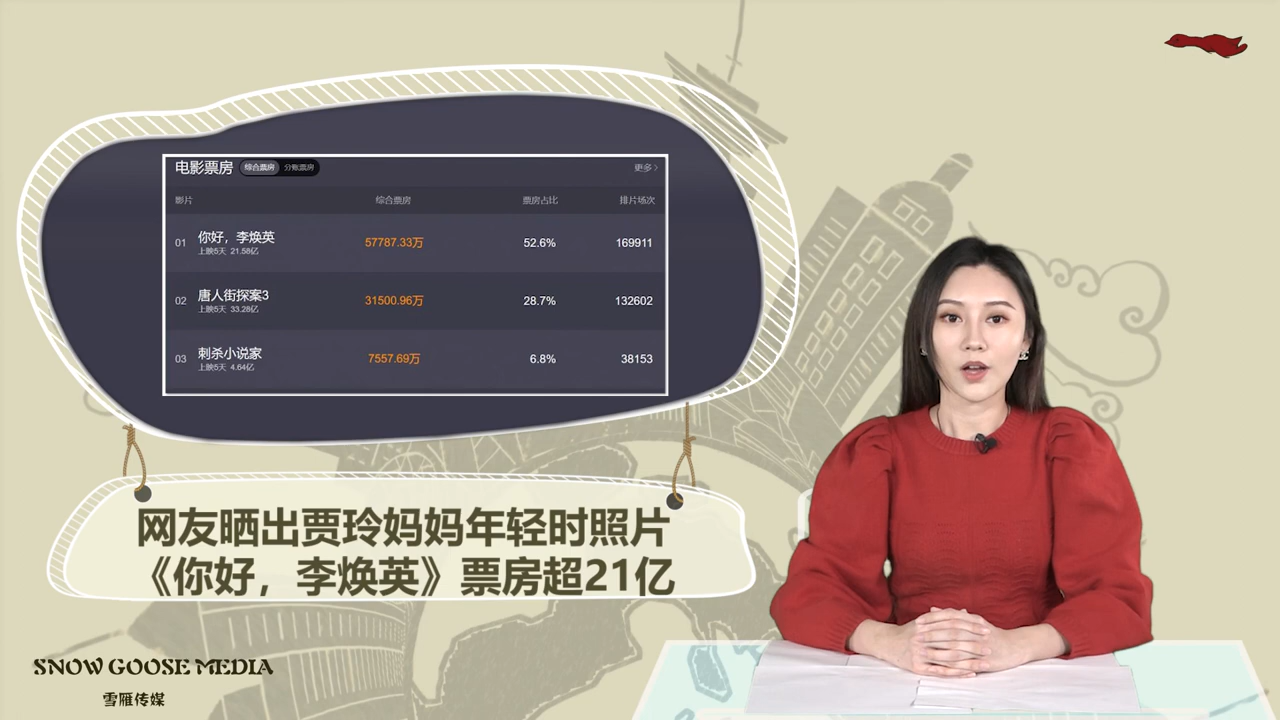 电影票房 综合票房 分账票房 更多>
影片 综合票房 票房占比 排片场次
01 你好，李焕英 57787.33万 52.6% 169911
上映5天 21.58亿
02 唐人街探案3 31500.96万 28.7% 132602
上映5天 33.28亿
03 刺杀小说家 7557.69万 6.8% 38153
上映5天 4.64亿
网友晒出贾玲妈妈年轻时照片
《你好，李焕英》票房超21亿
SNOW GOOSE MEDIA
雪雁传媒